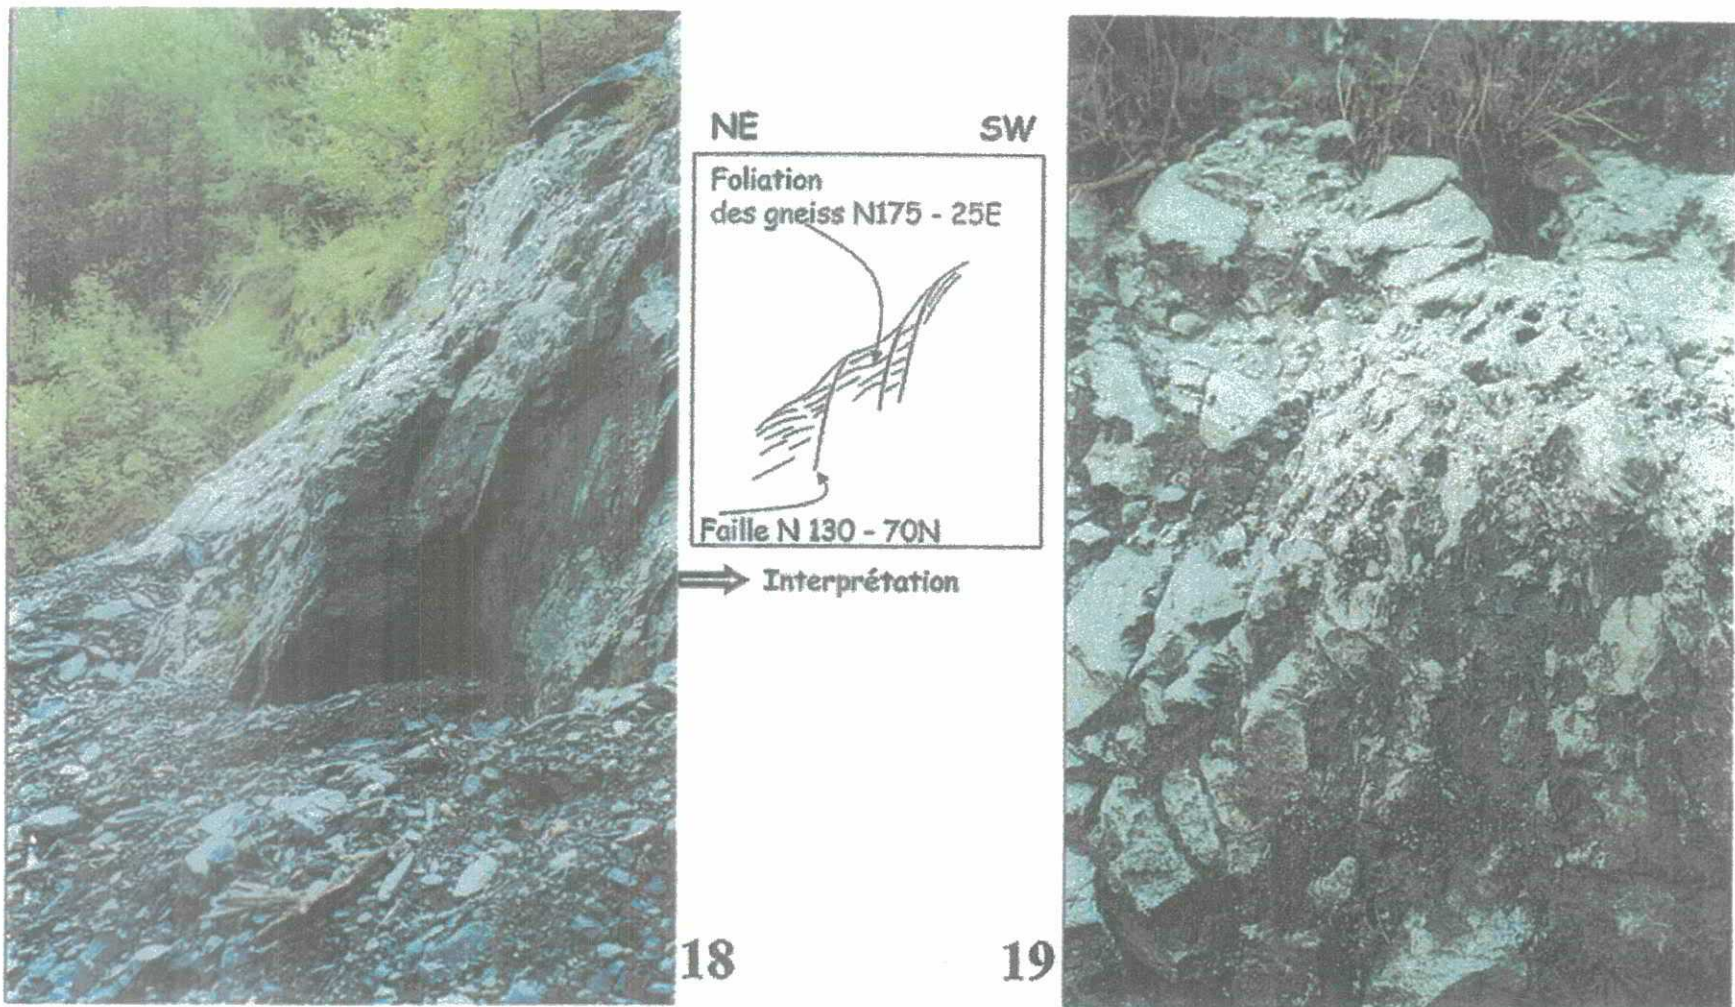 NE SW
Foliation
des gneiss N175 - 25E
Faille N 130 - 70N
Interprétation
18 19